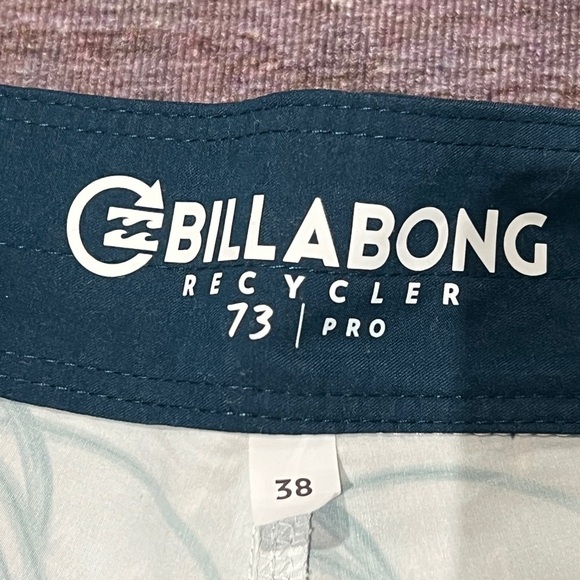 BILLABONG
RECYCLER
73 | PRO
38